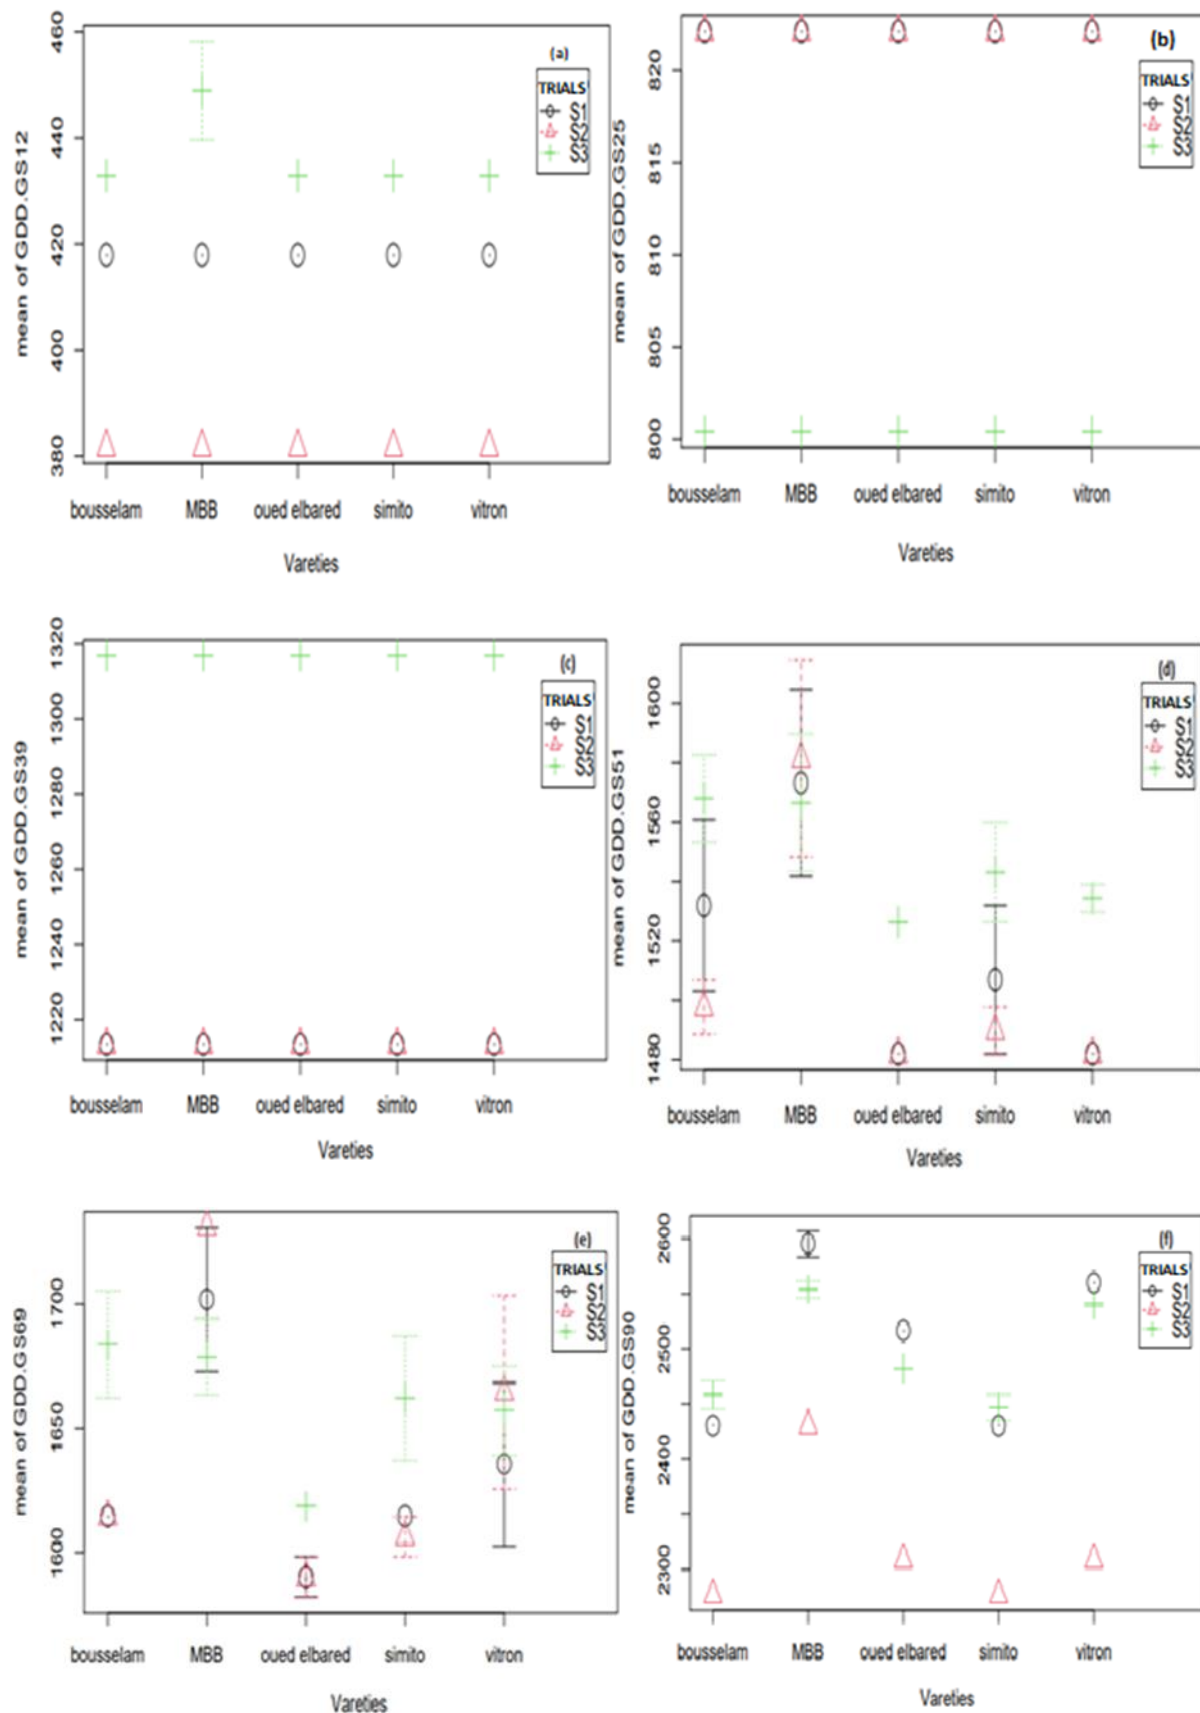 mean of GDD.GS12
460
440
420
400
380
(a)
TRIALS
S1
S2
S3
bousselam MBB oued elbared simito vitron
Vareties
mean of GDD.GS25
820
815
810
805
800
(b)
TRIALS
S1
S2
S3
bousselam MBB oued elbared simito vitron
Vareties
mean of GDD.GS39
1320
1300
1280
1260
1240
1220
(c)
TRIALS
S1
S2
S3
bousselam MBB oued elbared simito vitron
Vareties
mean of GDD.GS51
1600
1560
1520
1480
(d)
TRIALS
S1
S2
S3
bousselam MBB oued elbared simito vitron
Vareties
mean of GDD.GS69
1700
1650
1600
(e)
TRIALS
S1
S2
S3
bousselam MBB oued elbared simito vitron
Vareties
mean of GDD.GS90
2600
2500
2400
2300
(f)
TRIALS
S1
S2
S3
bousselam MBB oued elbared simito vitron
Vareties